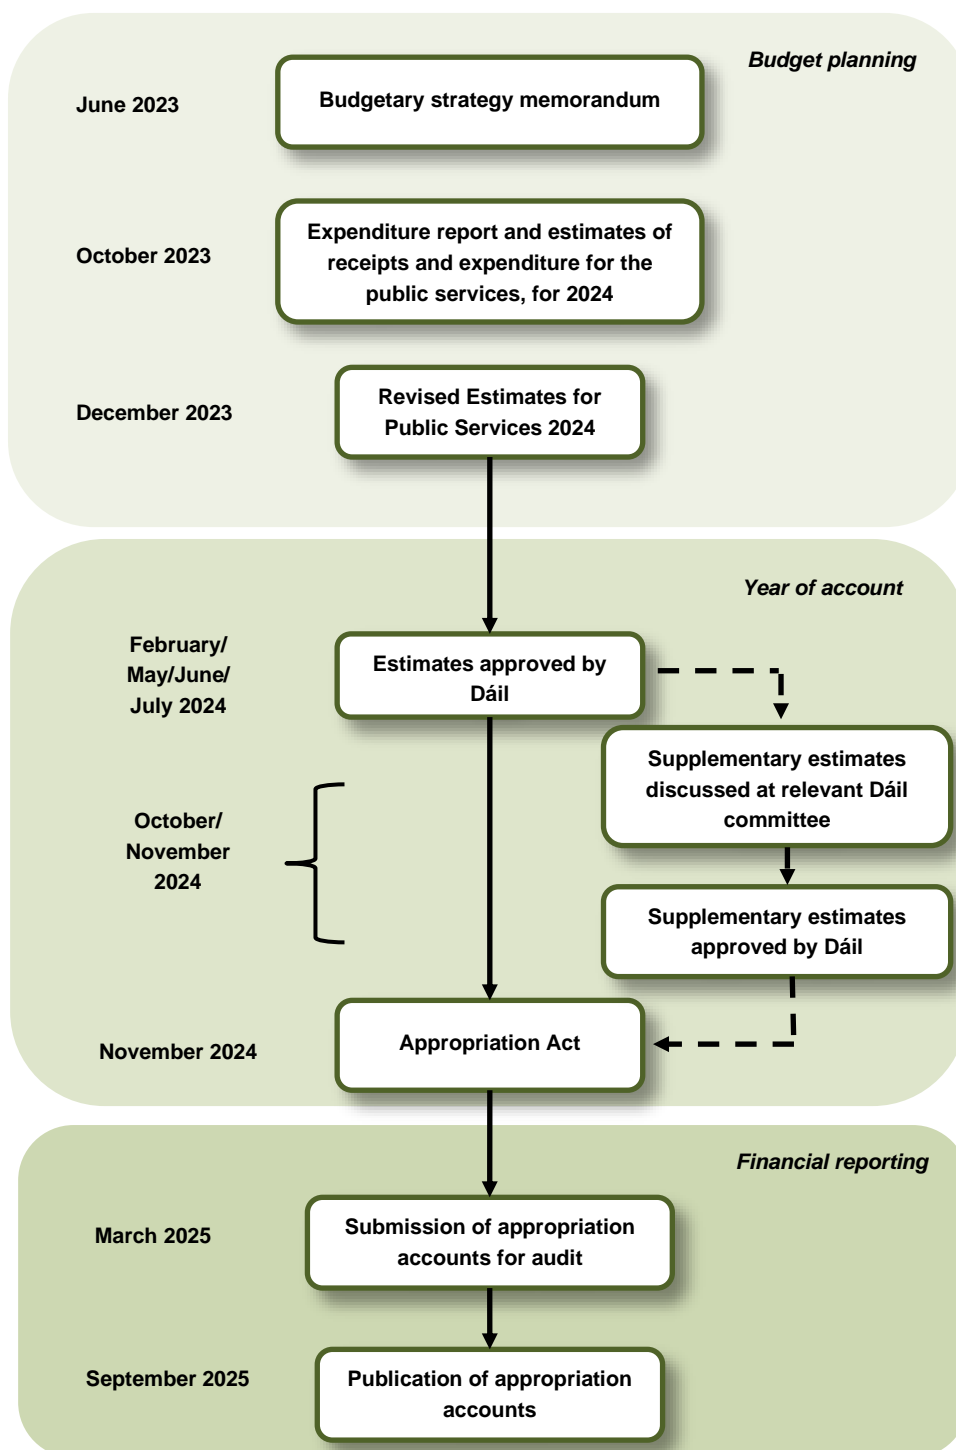 Budget planning
June 2023
Budgetary strategy memorandum
October 2023
Expenditure report and estimates of
receipts and expenditure for the
public services, for 2024
December 2023
Revised Estimates for
Public Services 2024
Year of account
February/
May/June/
July 2024
Estimates approved by
Dáil
Supplementary estimates
discussed at relevant Dáil
committee
October/
November
2024
Supplementary estimates
approved by Dáil
November 2024
Appropriation Act
Financial reporting
March 2025
Submission of appropriation
accounts for audit
September 2025
Publication of appropriation
accounts